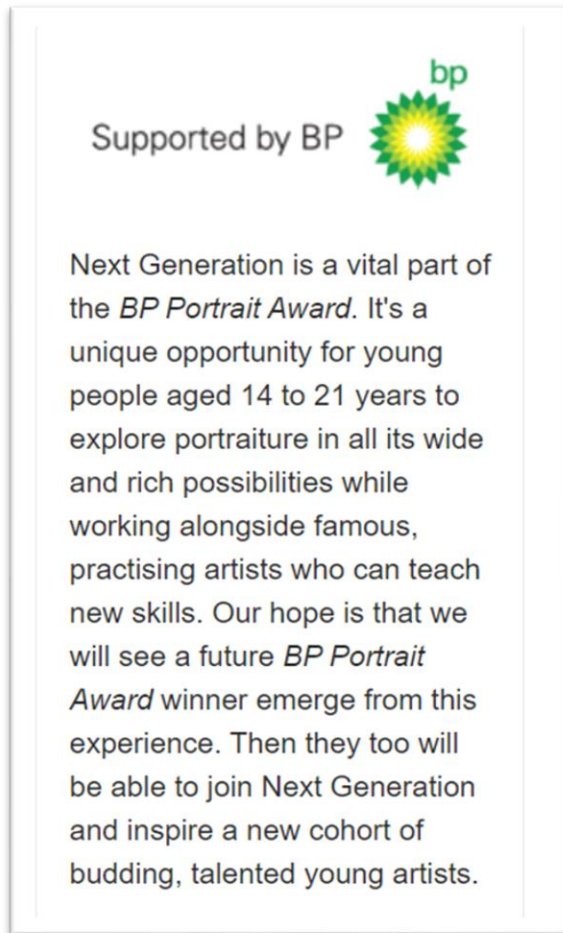 bp
Supported by BP
Next Generation is a vital part of
the BP Portrait Award. It's a
unique opportunity for young
people aged 14 to 21 years to
explore portraiture in all its wide
and rich possibilities while
working alongside famous,
practising artists who can teach
new skills. Our hope is that we
will see a future BP Portrait
Award winner emerge from this
experience. Then they too will
be able to join Next Generation
and inspire a new cohort of
budding, talented young artists.